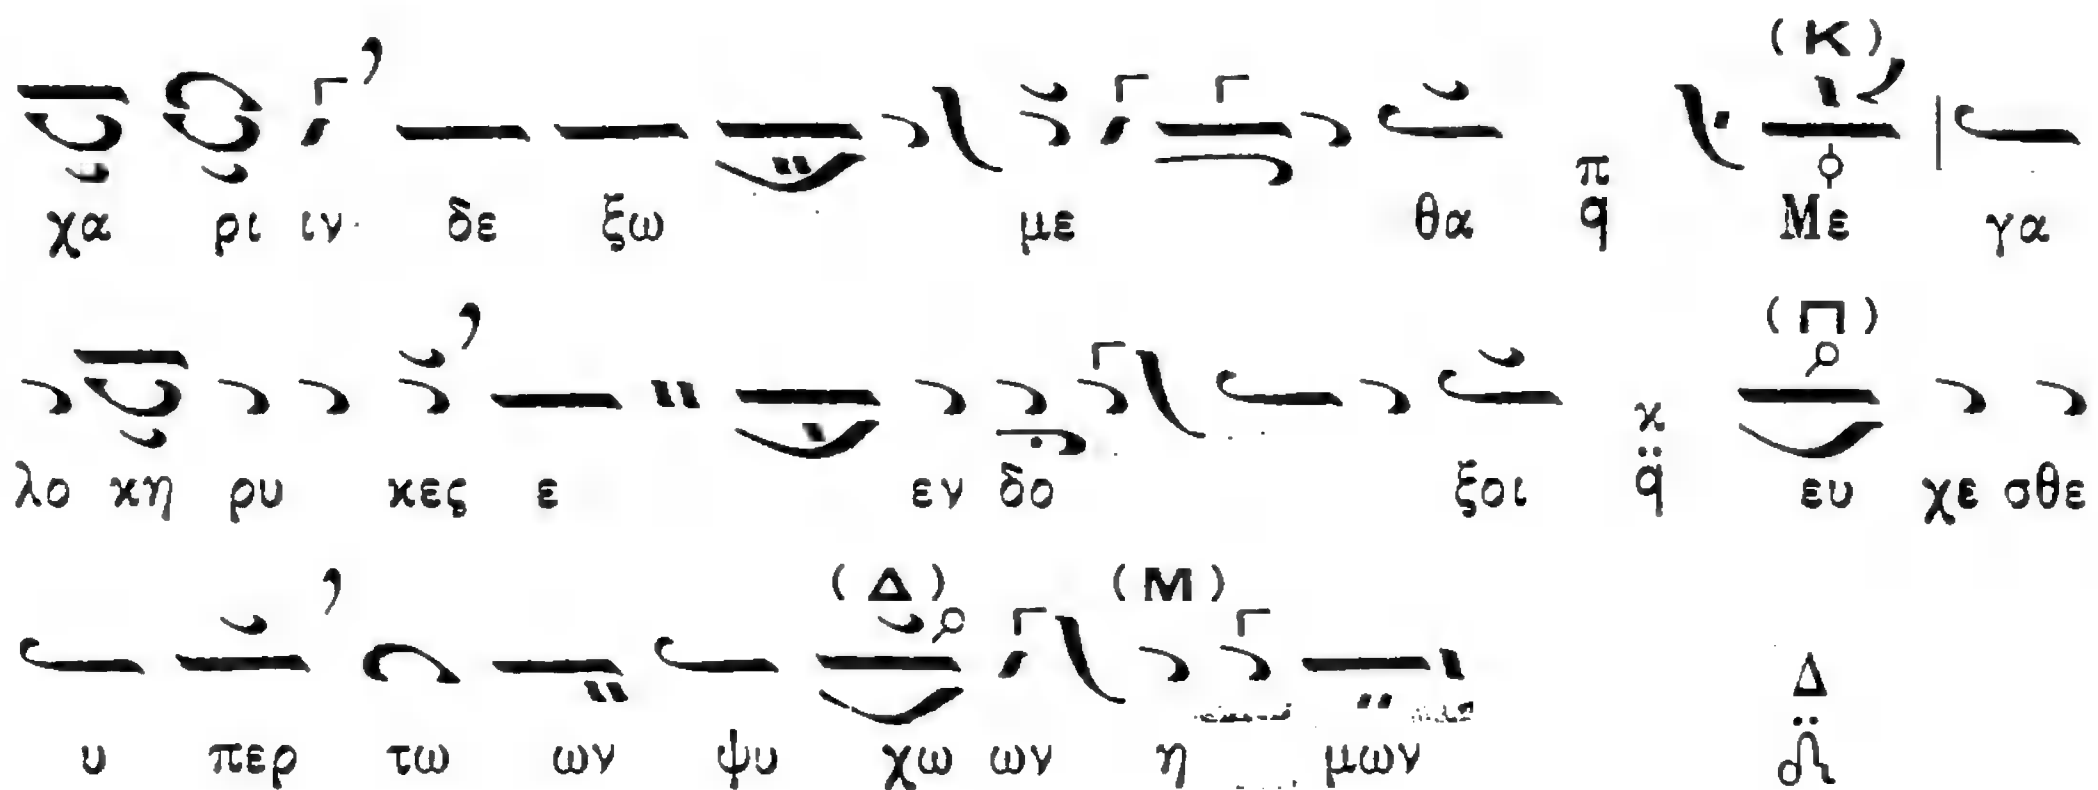 (Κ)
χα ρι ιν δε ξω με θα π q Με γα
(Π)
λο κη ρυ κες ε εν δο ξοι κ q̈ ευ χε σθε
(Δ) (Μ)
υ περ τω ων ψυ χω ων η μων Δ